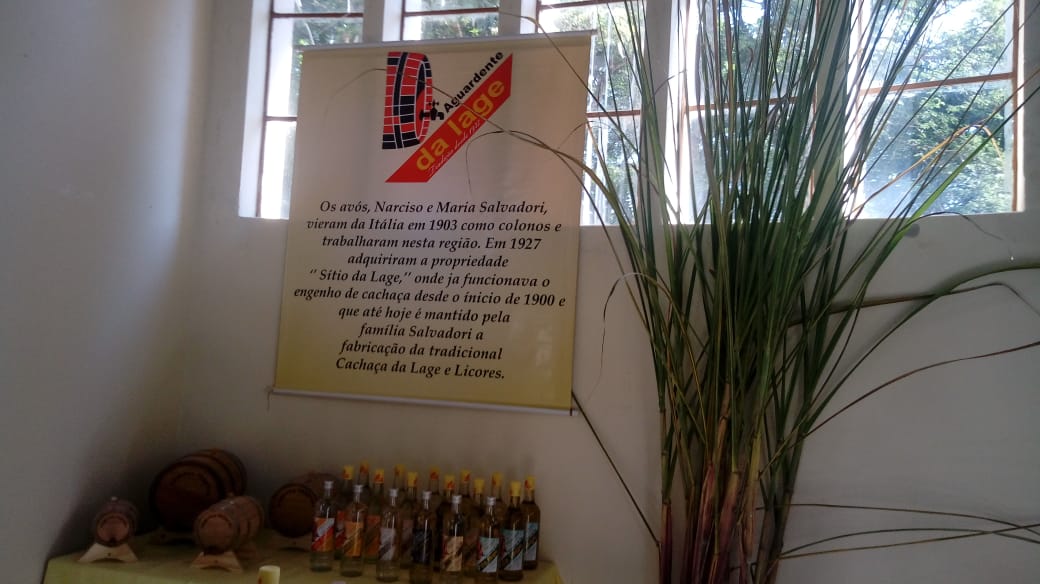 Aguardente
da lage
Os avós, Narciso e Maria Salvadori,
vieram da Itália em 1903 como colonos e
trabalharam nesta região. Em 1927
adquiriram a propriedade
“Sítio da Lage,” onde ja funcionava o
engenho de cachaça desde o ínicio de 1900 e
que até hoje é mantido pela
família Salvadori a
fabricação da tradicional
Cachaça da Lage e Licores.